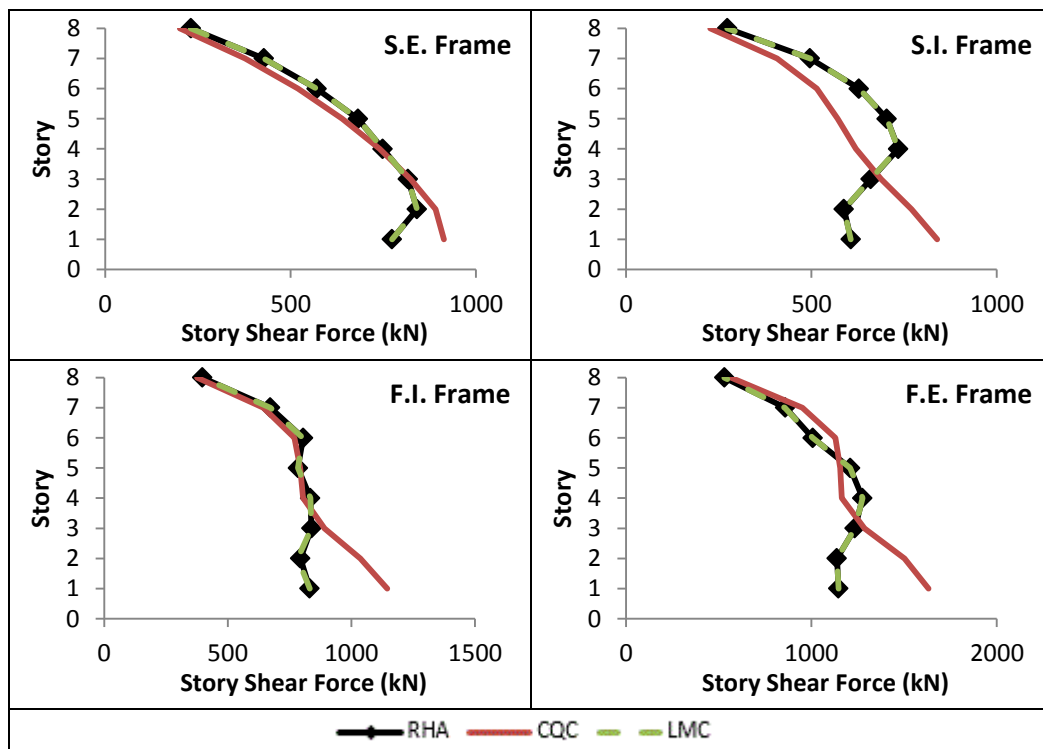 S.E. Frame
8
7
6
5
4
3
2
1
0
Story
0 500 1000
Story Shear Force (kN)
S.I. Frame
8
7
6
5
4
3
2
1
0
Story
0 500 1000
Story Shear Force (kN)
F.I. Frame
8
7
6
5
4
3
2
1
0
Story
0 500 1000 1500
Story Shear Force (kN)
F.E. Frame
8
7
6
5
4
3
2
1
0
Story
0 1000 2000
Story Shear Force (kN)
RHA CQC LMC